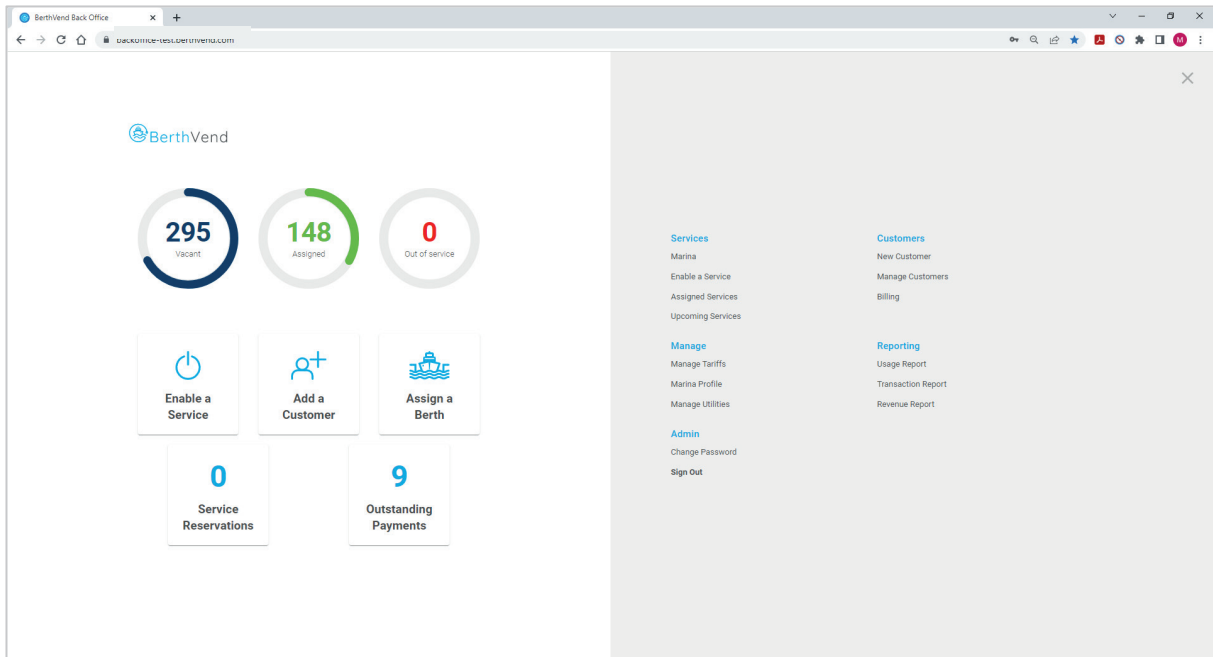 BerthVend Back Office
backoffice-test.berthvend.com
M
BerthVend
295
Vacant
148
Assigned
0
Out of service
Enable a
Service
Add a
Customer
Assign a
Berth
0
Service
Reservations
9
Outstanding
Payments
Services
Marina
Enable a Service
Assigned Services
Upcoming Services
Customers
New Customer
Manage Customers
Billing
Manage
Manage Tariffs
Marina Profile
Manage Utilities
Reporting
Usage Report
Transaction Report
Revenue Report
Admin
Change Password
Sign Out